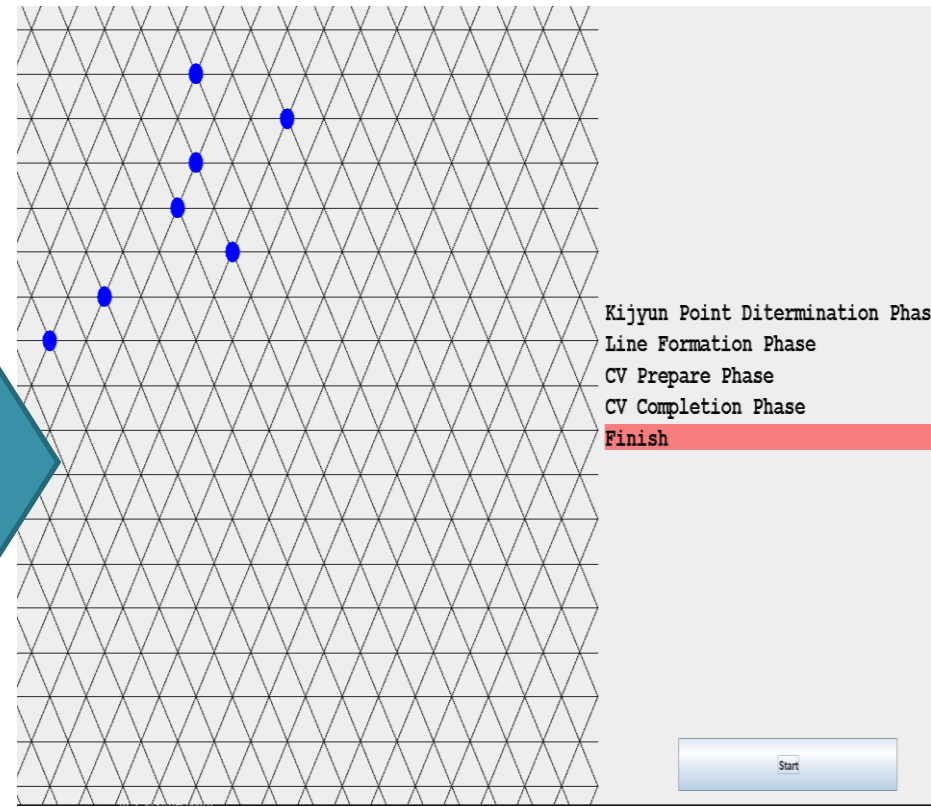 Kijyun Point Ditermination Phas
Line Formation Phase
CV Prepare Phase
CV Completion Phase
Finish
Start